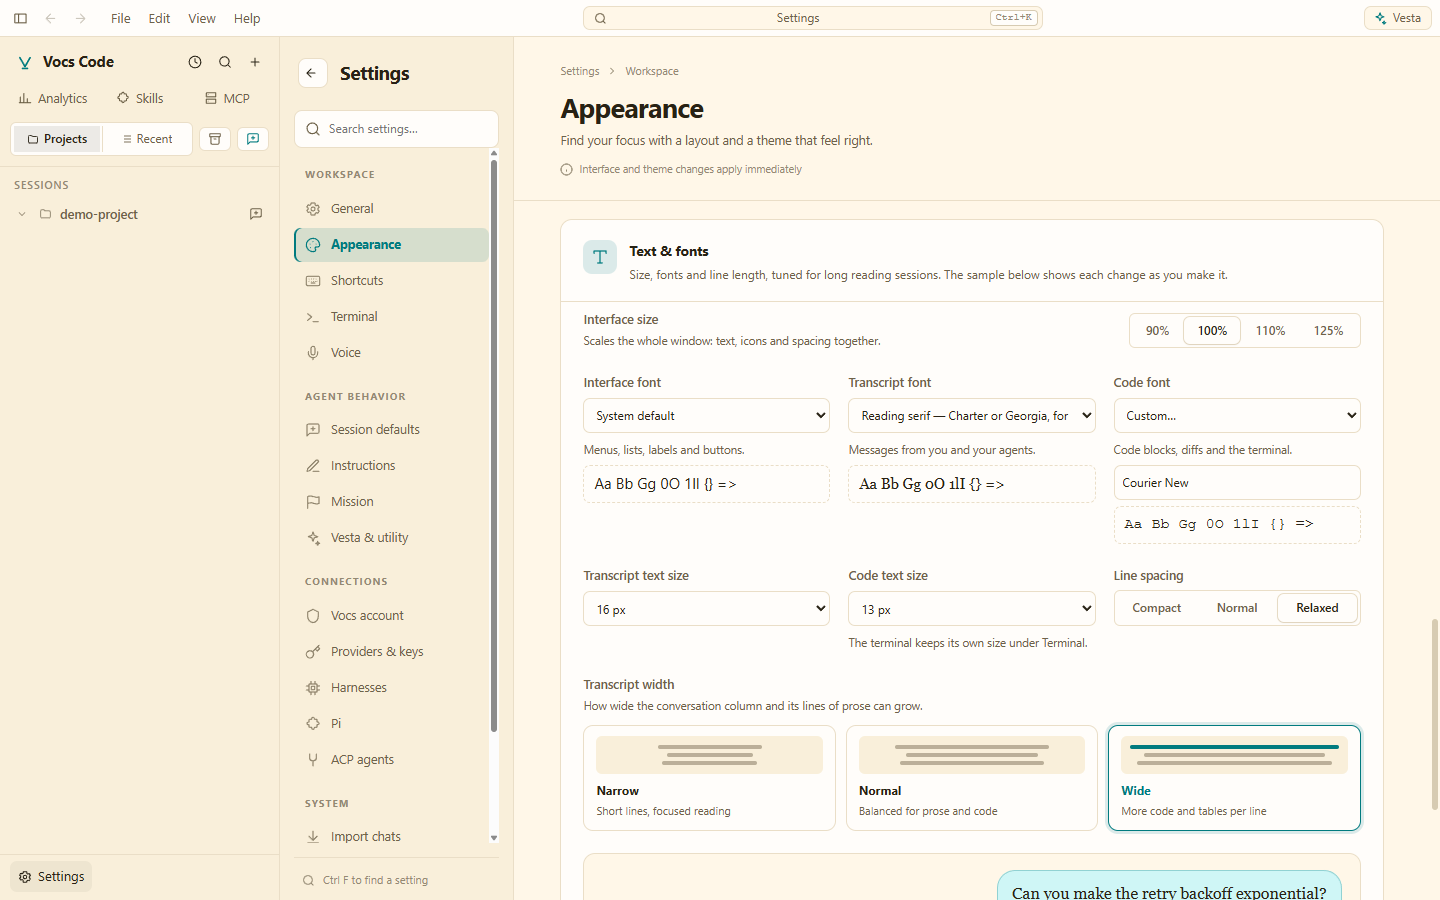 File Edit View Help
Settings
Ctrl+K
Vesta
Vocs Code
Analytics Skills MCP
Projects Recent
SESSIONS
demo-project
Settings
Settings
Search settings...
WORKSPACE
General
Appearance
Shortcuts
Terminal
Voice
AGENT BEHAVIOR
Session defaults
Instructions
Mission
Vesta & utility
CONNECTIONS
Vocs account
Providers & keys
Harnesses
Pi
ACP agents
SYSTEM
Import chats
Ctrl F to find a setting
Settings > Workspace
Appearance
Find your focus with a layout and a theme that feel right.
Interface and theme changes apply immediately
Text & fonts
Size, fonts and line length, tuned for long reading sessions. The sample below shows each change as you make it.
Interface size
Scales the whole window: text, icons and spacing together.
90% 100% 110% 125%
Interface font
System default
Menus, lists, labels and buttons.
Aa Bb Gg 0O 1lI {} =>
Transcript font
Reading serif — Charter or Georgia, for
Messages from you and your agents.
Aa Bb Gg 0O 1lI {} =>
Code font
Custom...
Code blocks, diffs and the terminal.
Courier New
Aa Bb Gg 0O 1lI {} =>
Transcript text size
16 px
Code text size
13 px
The terminal keeps its own size under Terminal.
Line spacing
Compact Normal Relaxed
Transcript width
How wide the conversation column and its lines of prose can grow.
Narrow
Short lines, focused reading
Normal
Balanced for prose and code
Wide
More code and tables per line
Can you make the retry backoff exponential?